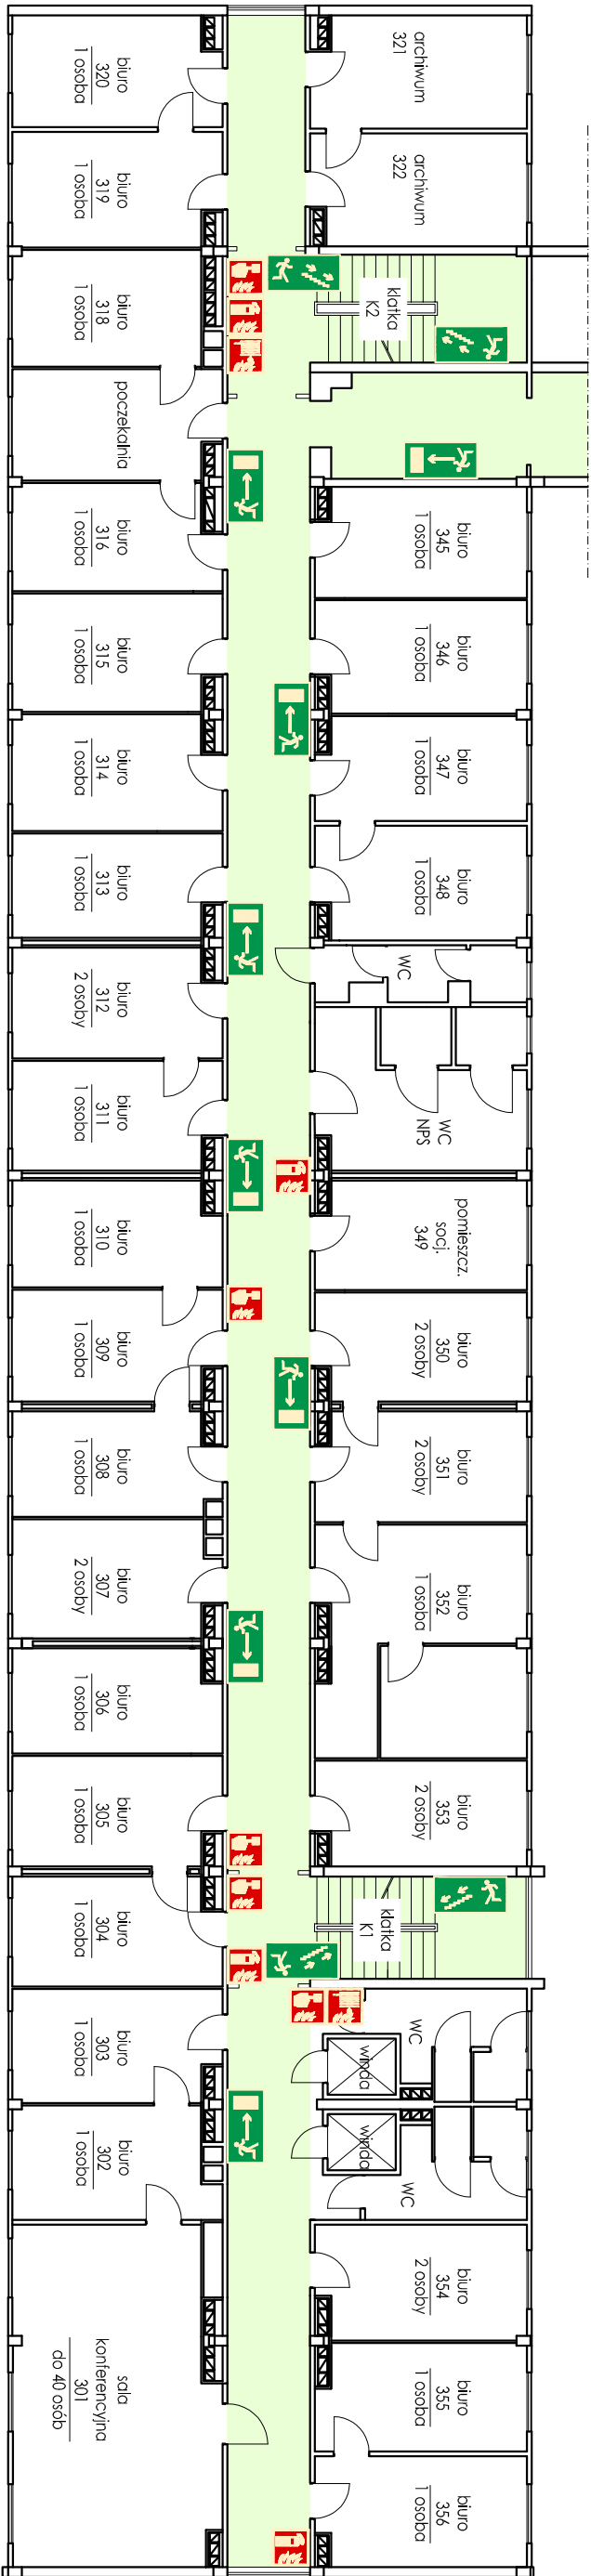 archiwum
321
archiwum
322
klatka
K2
biuro
345
1 osoba
biuro
346
1 osoba
biuro
347
1 osoba
biuro
348
1 osoba
WC
WC
NPS
pomieszcz.
socj.
349
biuro
350
2 osoby
biuro
351
2 osoby
biuro
352
1 osoba
biuro
353
2 osoby
klatka
K1
WC
winda
winda
WC
biuro
354
2 osoby
biuro
355
1 osoba
biuro
356
1 osoba
biuro
320
1 osoba
biuro
319
1 osoba
biuro
318
1 osoba
poczekalnia
biuro
316
1 osoba
biuro
315
1 osoba
biuro
314
1 osoba
biuro
313
1 osoba
biuro
312
2 osoby
biuro
311
1 osoba
biuro
310
1 osoba
biuro
309
1 osoba
biuro
308
1 osoba
biuro
307
2 osoby
biuro
306
1 osoba
biuro
305
1 osoba
biuro
304
1 osoba
biuro
303
1 osoba
biuro
302
1 osoba
sala
konferencyjna
301
do 40 osób